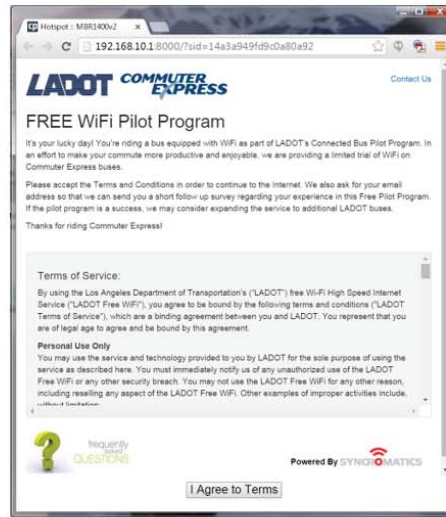 Hotspot :: MBR1400v2
192.168.10.1:8000/?sid=14a3a949fd9c0a80a92
LADOT COMMUTER EXPRESS
Contact Us
FREE WiFi Pilot Program
It's your lucky day! You're riding a bus equipped with WiFi as part of LADOT's Connected Bus Pilot Program. In
an effort to make your commute more productive and enjoyable, we are providing a limited trial of WiFi on
Commuter Express buses.
Please accept the Terms and Conditions in order to continue to the Internet. We also ask for your email
address so that we can send you a short follow up survey regarding your experience in this Free Pilot Program.
If the pilot program is a success, we may consider expanding the service to additional LADOT buses.
Thanks for riding Commuter Express!
Terms of Service:
By using the Los Angeles Department of Transportation's ("LADOT") free Wi-Fi High Speed Internet
Service ("LADOT Free WiFi"), you agree to be bound by the following terms and conditions ("LADOT
Terms of Service"), which are a binding agreement between you and LADOT. You represent that you
are of legal age to agree and be bound by this agreement.
Personal Use Only
You may use the service and technology provided to you by LADOT for the sole purpose of using the
service as described here. You must immediately notify us of any unauthorized use of the LADOT
Free WiFi or any other security breach. You may not use the LADOT Free WiFi for any other reason,
including reselling any aspect of the LADOT Free WiFi. Other examples of improper activities include,
without limitation:
frequently
asked
QUESTIONS
Powered By SYNCROMATICS
I Agree to Terms